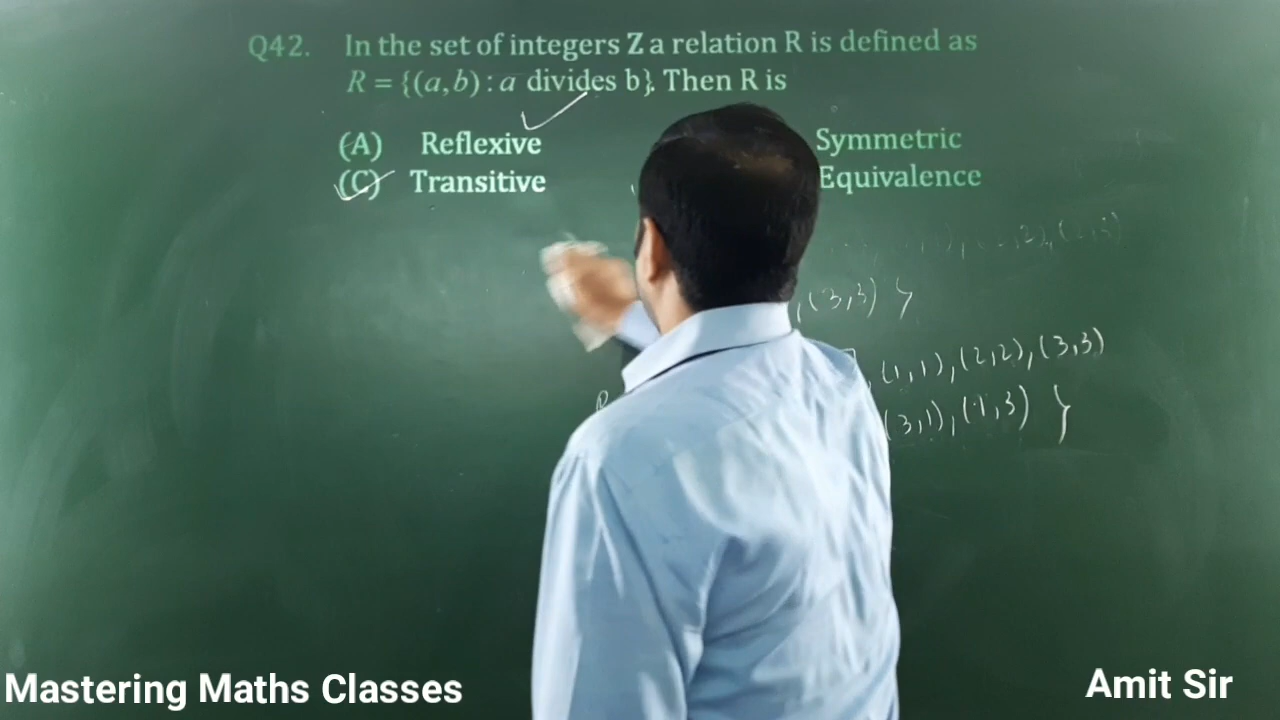 Q42. In the set of integers Z a relation R is defined as
R = {(a, b) : a divides b}. Then R is
(A) Reflexive Symmetric
(C) Transitive Equivalence
,(3,3) }
,(1,1),(2,2),(3,3)
(3,1),(1,3) }
Mastering Maths Classes
Amit Sir